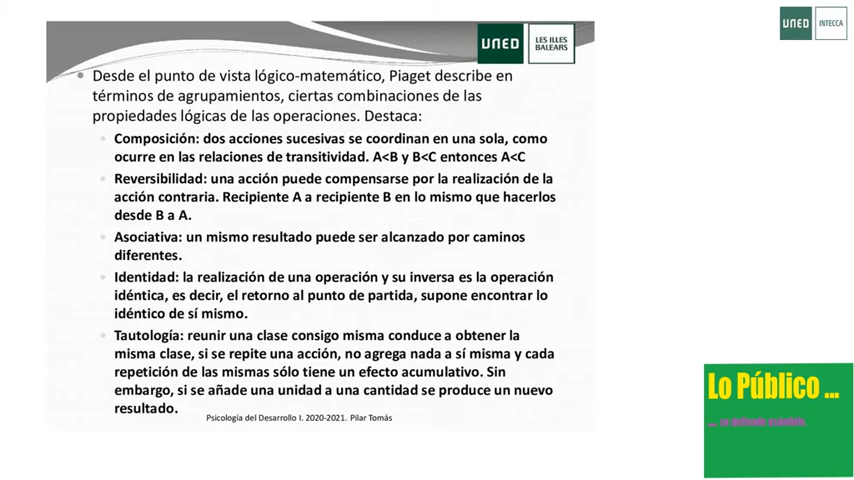 UNED
LES ILLES
BALEARS
UNED
INTECCA
Desde el punto de vista lógico-matemático, Piaget describe en
términos de agrupamientos, ciertas combinaciones de las
propiedades lógicas de las operaciones. Destaca:
Composición: dos acciones sucesivas se coordinan en una sola, como
ocurre en las relaciones de transitividad. A<B y B<C entonces A<C
Reversibilidad: una acción puede compensarse por la realización de la
acción contraria. Recipiente A a recipiente B en lo mismo que hacerlos
desde B a A.
Asociativa: un mismo resultado puede ser alcanzado por caminos
diferentes.
Identidad: la realización de una operación y su inversa es la operación
idéntica, es decir, el retorno al punto de partida, supone encontrar lo
idéntico de sí mismo.
Tautología: reunir una clase consigo misma conduce a obtener la
misma clase, si se repite una acción, no agrega nada a sí misma y cada
repetición de las mismas sólo tiene un efecto acumulativo. Sin
embargo, si se añade una unidad a una cantidad se produce un nuevo
resultado.
Psicología del Desarrollo I. 2020-2021. Pilar Tomás
Lo Público ...